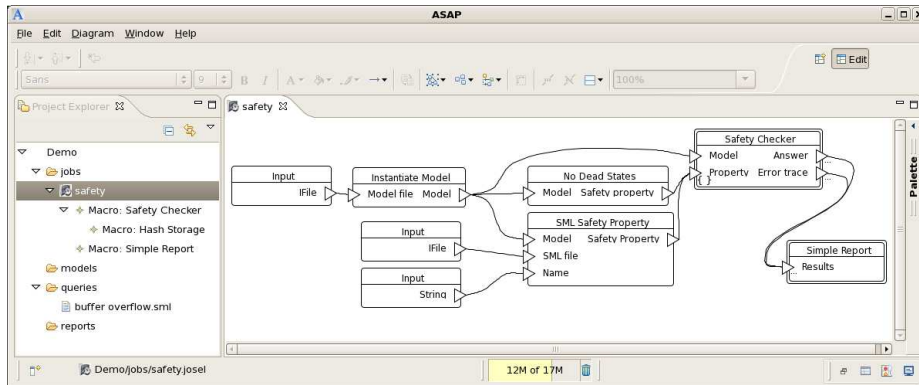 ASAP
File Edit Diagram Window Help
Sans 9 B I A 100% Edit
Project Explorer
Demo
jobs
safety
Macro: Safety Checker
Macro: Hash Storage
Macro: Simple Report
models
queries
buffer overflow.sml
reports
safety
Input
IFile
Instantiate Model
Model file Model
No Dead States
Model Safety property
Safety Checker
Model Answer
Property Error trace
{ }
...
...
Input
IFile
SML Safety Property
Model Safety Property
SML file
Name
Input
String
Simple Report
Results
...
Palette
Demo/jobs/safety.josel
12M of 17M